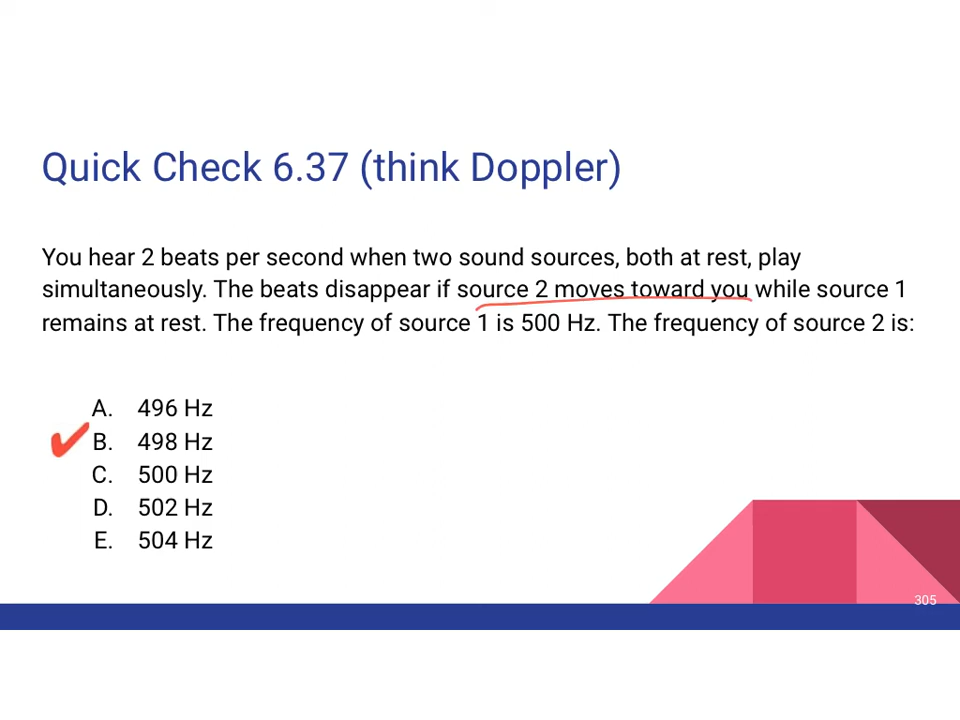 Quick Check 6.37 (think Doppler)
You hear 2 beats per second when two sound sources, both at rest, play
simultaneously. The beats disappear if source 2 moves toward you while source 1
remains at rest. The frequency of source 1 is 500 Hz. The frequency of source 2 is:
A. 496 Hz
B. 498 Hz
C. 500 Hz
D. 502 Hz
E. 504 Hz
305